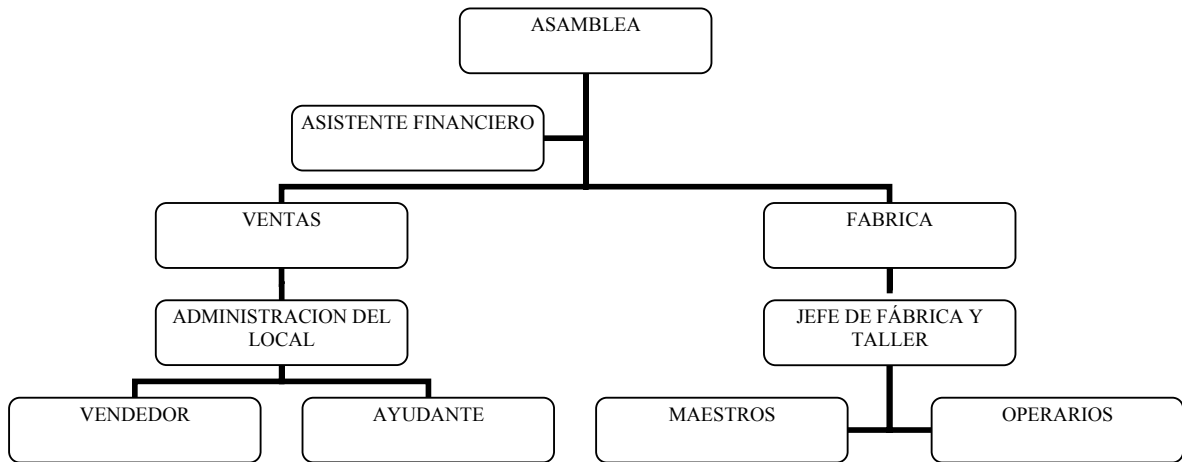 ASAMBLEA
ASISTENTE FINANCIERO
VENTAS
FABRICA
ADMINISTRACION DEL
LOCAL
JEFE DE FÁBRICA Y
TALLER
VENDEDOR
AYUDANTE
MAESTROS
OPERARIOS